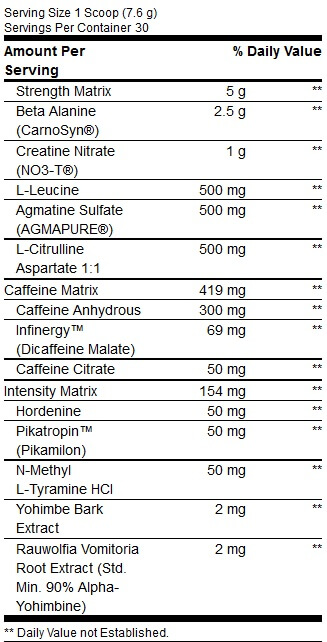 Serving Size 1 Scoop (7.6 g)
Servings Per Container 30
Amount Per Serving % Daily Value
Strength Matrix 5 g **
Beta Alanine 2.5 g **
(CarnoSyn®)
Creatine Nitrate 1 g **
(NO3-T®)
L-Leucine 500 mg **
Agmatine Sulfate 500 mg **
(AGMAPURE®)
L-Citrulline 500 mg **
Aspartate 1:1
Caffeine Matrix 419 mg **
Caffeine Anhydrous 300 mg **
Infinergy™ 69 mg **
(Dicaffeine Malate)
Caffeine Citrate 50 mg **
Intensity Matrix 154 mg **
Hordenine 50 mg **
Pikatropin™ 50 mg **
(Pikamilon)
N-Methyl 50 mg **
L-Tyramine HCl
Yohimbe Bark 2 mg **
Extract
Rauwolfia Vomitoria 2 mg **
Root Extract (Std.
Min. 90% Alpha-
Yohimbine)
** Daily Value not Established.